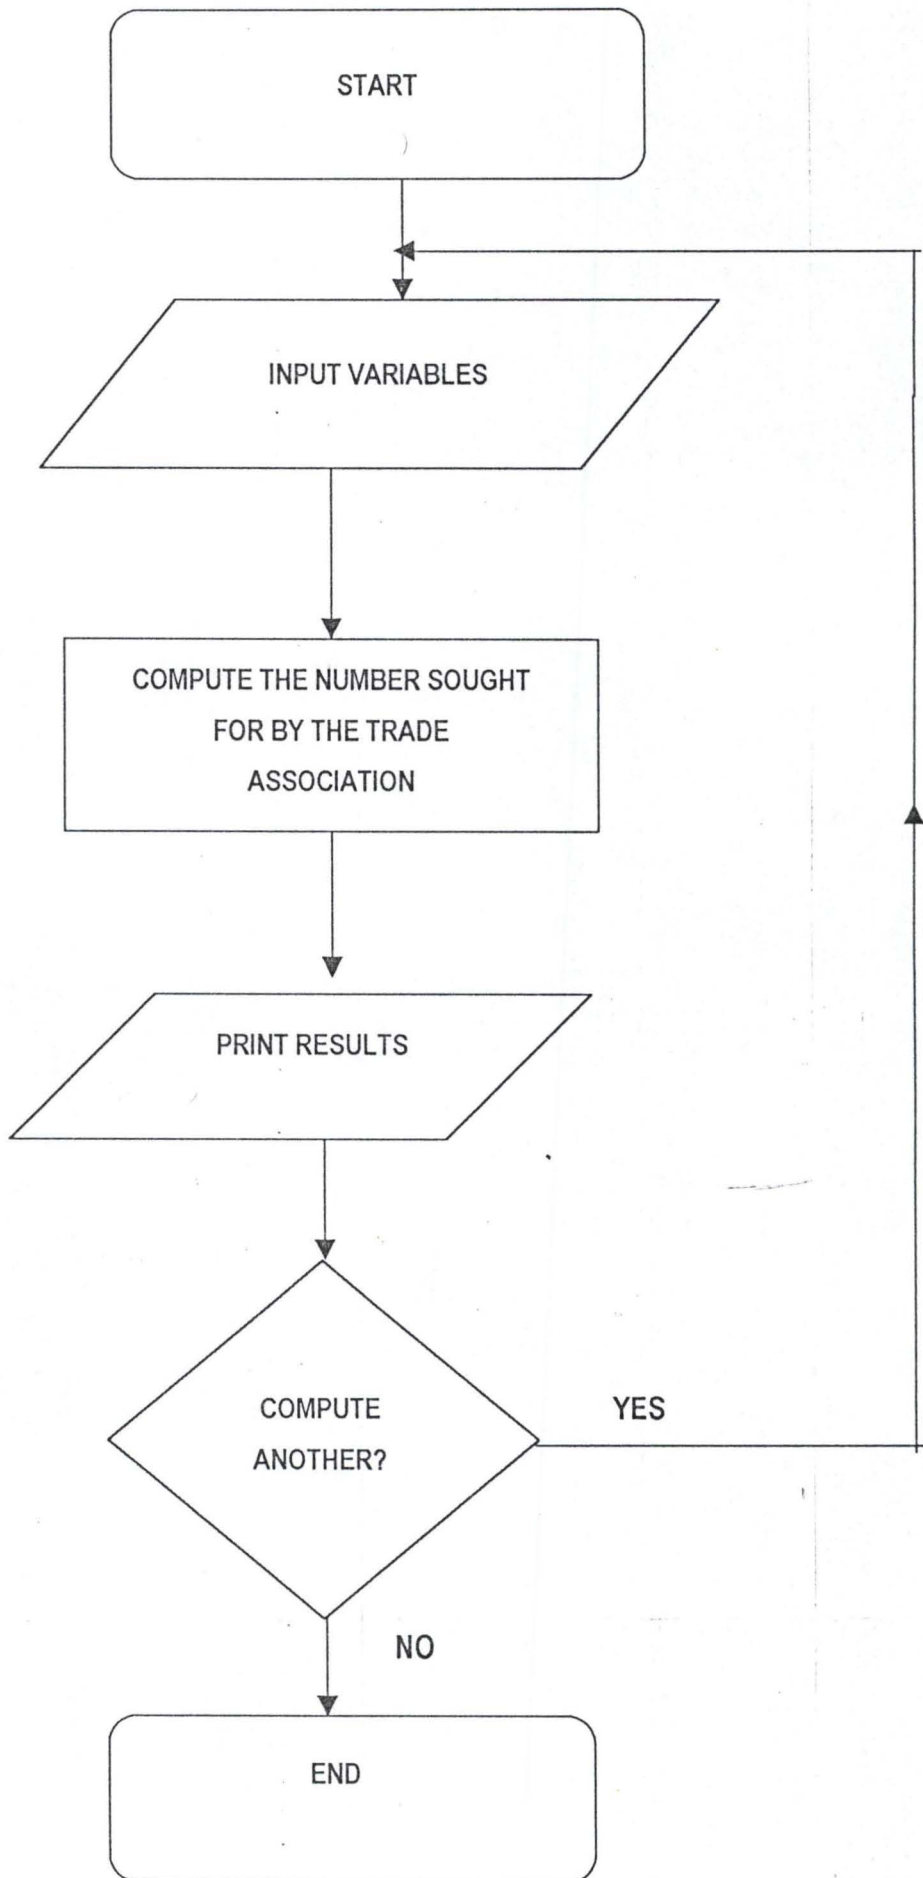 START
INPUT VARIABLES
COMPUTE THE NUMBER SOUGHT
FOR BY THE TRADE
ASSOCIATION
PRINT RESULTS
COMPUTE
ANOTHER?
YES
NO
END